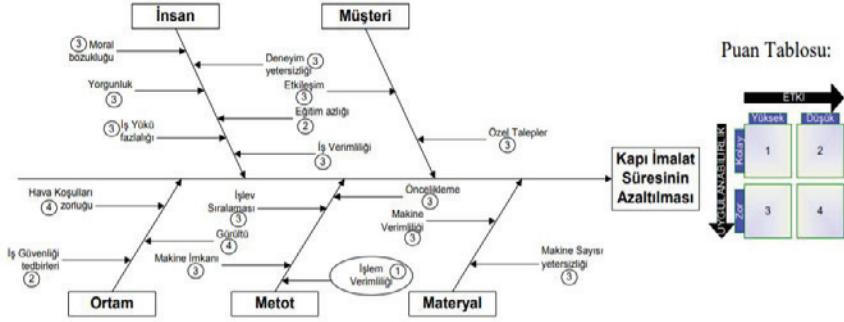 İnsan
Müşteri
③ Moral
bozukluğu
Deneyim ③
yetersizliği
Yorgunluk
③
Etkileşim
③
Eğitim azlığı
②
③ İş Yükü
fazlalığı
İş Verimliliği
③
Özel Talepler
③
Kapı İmalat
Süresinin
Azaltılması
Hava Koşulları
④ zorluğu
İşlev
Sıralaması
③
Önceliklleme
③
Makine
Verimliliği
③
Gürültü
④
İş Güvenliği
tedbirleri
②
Makine İmkanı
③
İşlem ①
Verimliliği
Makine Sayısı
yetersizliği
③
Ortam
Metot
Materyal
Puan Tablosu:
ETKİ
Yüksek
Düşük
UYGULANABİLİRLİK
Kolay
1
2
Zor
3
4